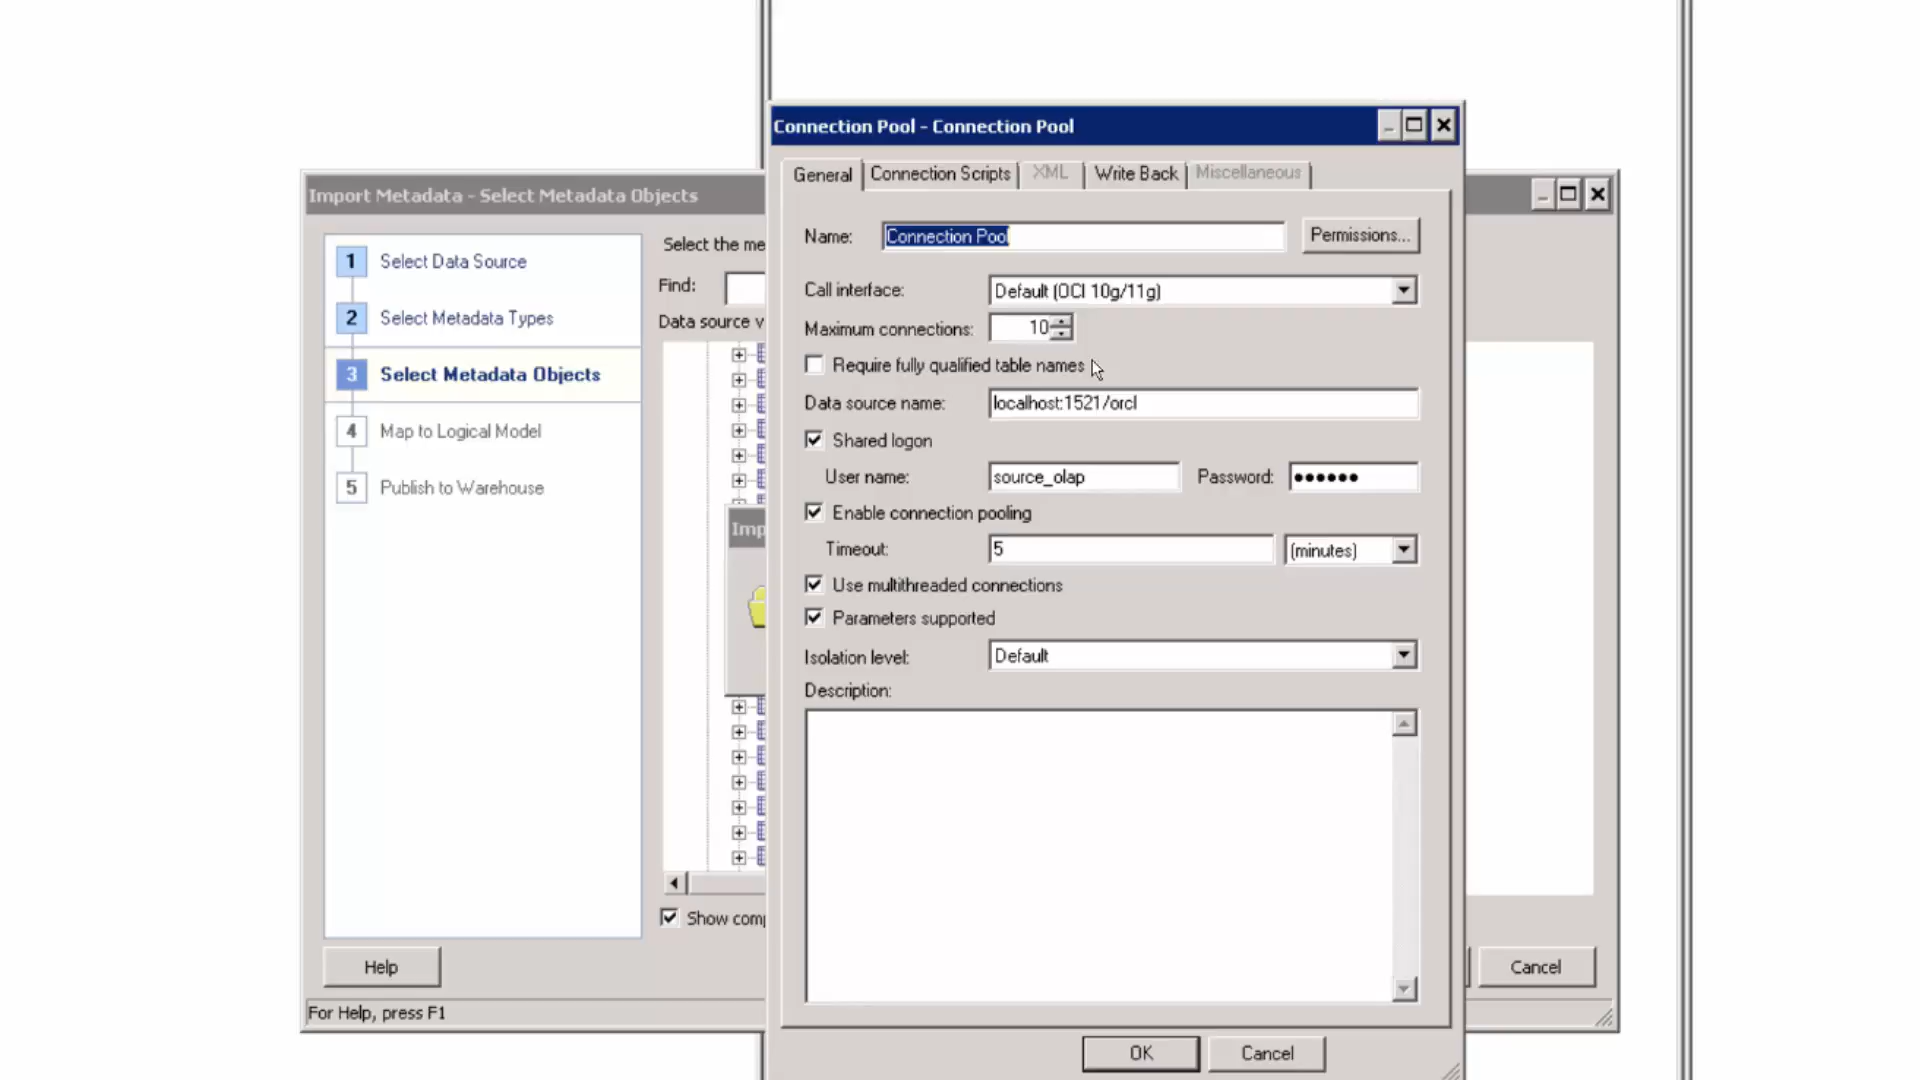 Connection Pool - Connection Pool
General
Connection Scripts
XML
Write Back
Miscellaneous
Name:
Connection Pool
Permissions...
Call interface:
Default (OCI 10g/11g)
Maximum connections:
10
Require fully qualified table names
Data source name:
localhost:1521/orcl
Shared logon
User name:
source_olap
Password:
●●●●●●
Enable connection pooling
Timeout:
5
(minutes)
Use multithreaded connections
Parameters supported
Isolation level:
Default
Description:
OK
Cancel
Import Metadata - Select Metadata Objects
1 Select Data Source
2 Select Metadata Types
3 Select Metadata Objects
4 Map to Logical Model
5 Publish to Warehouse
Select the me
Find:
Data source v
Imp
Show com
Help
Cancel
For Help, press F1